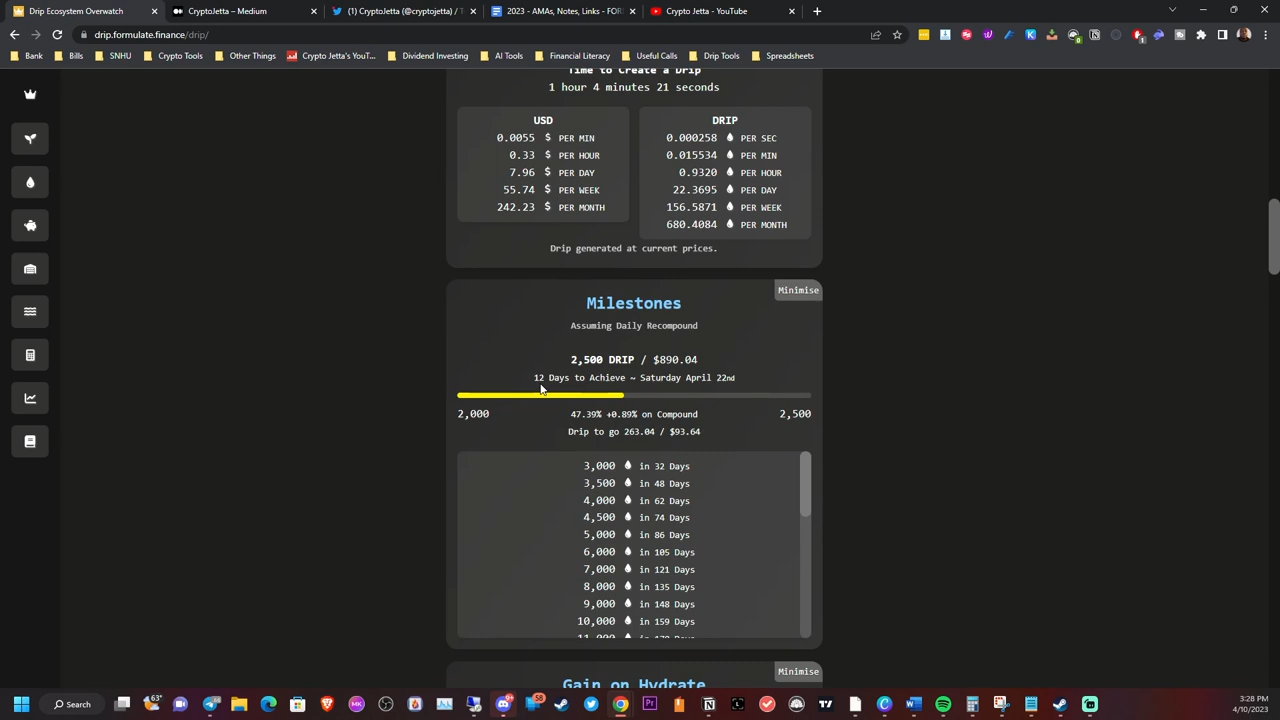 Drip Ecosystem Overwatch
CryptoJetta – Medium
(1) CryptoJetta (@cryptojetta) / T
2023 - AMAs, Notes, Links - FOR
Crypto Jetta - YouTube
drip.formulate.finance/drip/
Bank
Bills
SNHU
Crypto Tools
Other Things
Crypto Jetta's YouT...
Dividend Investing
AI Tools
Financial Literacy
Useful Calls
Drip Tools
Spreadsheets
Time to Create a Drip
1 hour 4 minutes 21 seconds
USD
0.0055 $ PER MIN
0.33 $ PER HOUR
7.96 $ PER DAY
55.74 $ PER WEEK
242.23 $ PER MONTH
DRIP
0.000258 PER SEC
0.015534 PER MIN
0.9320 PER HOUR
22.3695 PER DAY
156.5871 PER WEEK
680.4084 PER MONTH
Drip generated at current prices.
Minimise
Milestones
Assuming Daily Recompound
2,500 DRIP / $890.04
12 Days to Achieve ~ Saturday April 22nd
2,000 47.39% +0.89% on Compound 2,500
Drip to go 263.04 / $93.64
3,000 in 32 Days
3,500 in 48 Days
4,000 in 62 Days
4,500 in 74 Days
5,000 in 86 Days
6,000 in 105 Days
7,000 in 121 Days
8,000 in 135 Days
9,000 in 148 Days
10,000 in 159 Days
Minimise
Gain on Hydrate
63°
Search
9+
58
3:28 PM
4/10/2023